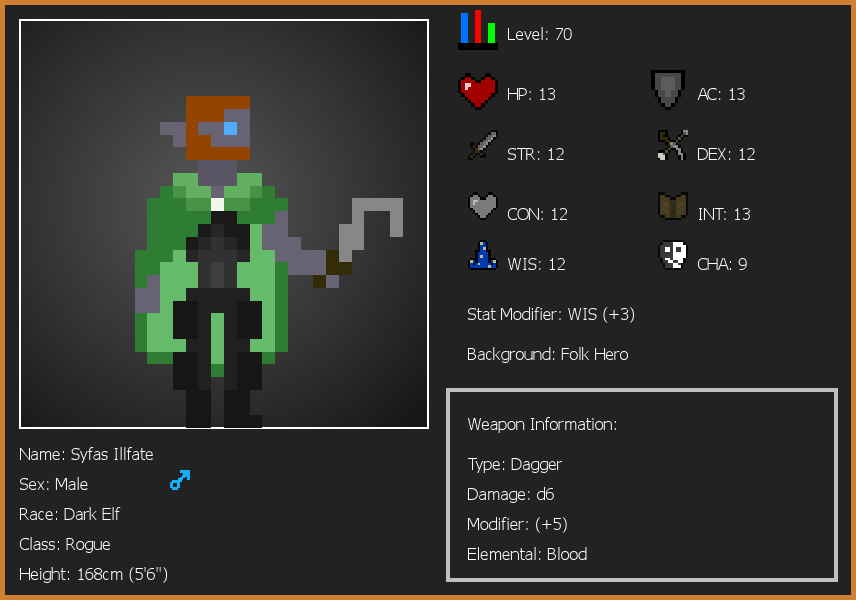 Level: 70
HP: 13
AC: 13
STR: 12
DEX: 12
CON: 12
INT: 13
WIS: 12
CHA: 9
Stat Modifier: WIS (+3)
Background: Folk Hero
Weapon Information:
Type: Dagger
Damage: d6
Modifier: (+5)
Elemental: Blood
Name: Syfas Illfate
Sex: Male
Race: Dark Elf
Class: Rogue
Height: 168cm (5'6")